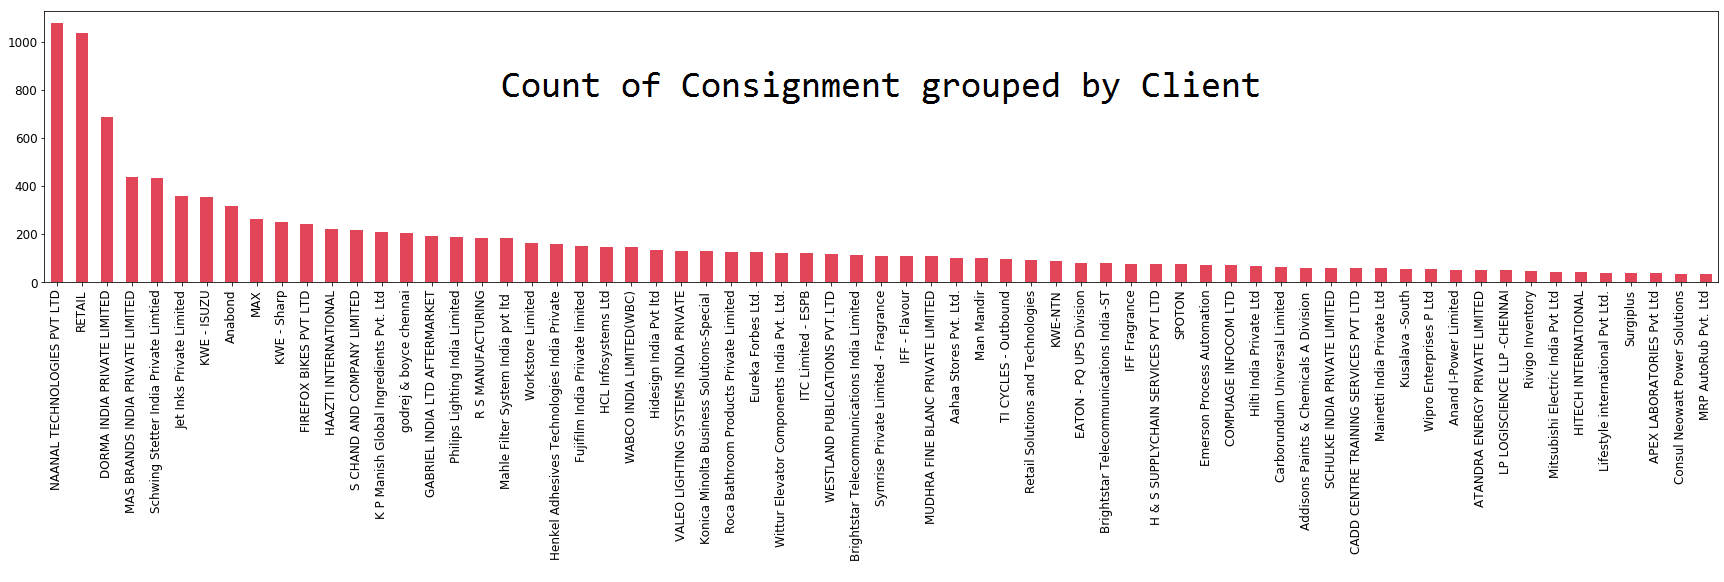 Count of Consignment grouped by Client
1000
800
600
400
200
0
NAANAL TECHNOLOGIES PVT LTD
RETAIL
DORMA INDIA PRIVATE LIMITED
MAS BRANDS INDIA PRIVATE LIMITED
Schwing Stetter India Private Limtied
Jet Inks Private Limited
KWE - ISUZU
Anabond
MAX
KWE - Sharp
FIREFOX BIKES PVT LTD
HAAZTI INTERNATIONAL
S CHAND AND COMPANY LIMITED
K P Manish Global Ingredients Pvt. Ltd
godrej & boyce chennai
GABRIEL INDIA LTD AFTERMARKET
Philips Lighting India Limited
R S MANUFACTURING
Mahle Filter System India pvt ltd
Workstore Limited
Henkel Adhesives Technologies India Private
Fujifilm India Private limited
HCL Infosystems Ltd
WABCO INDIA LIMITED(WBC)
Hidesign India Pvt ltd
VALEO LIGHTING SYSTEMS INDIA PRIVATE
Konica Minolta Business Solutions-Special
Roca Bathroom Products Private Limited
Eureka Forbes Ltd.
Wittur Elevator Components India Pvt. Ltd.
ITC Limited - ESPB
WESTLAND PUBLICATIONS PVT.LTD
Brightstar Telecommunications India Limited
Symrise Private Limited - Fragrance
IFF - Flavour
MUDHRA FINE BLANC PRIVATE LIMITED
Aahaa Stores Pvt. Ltd.
Man Mandir
TI CYCLES - Outbound
Retail Solutions and Technologies
KWE-NTN
EATON - PQ UPS Division
Brightstar Telecommunications India -ST
IFF Fragrance
H & S SUPPLYCHAIN SERVICES PVT LTD
SPOTON
Emerson Process Automation
COMPUAGE INFOCOM LTD
Hilti India Private Ltd
Carborundum Universal Limited
Addisons Paints & Chemicals A Division
SCHULKE INDIA PRIVATE LIMITED
CADD CENTRE TRAINING SERVICES PVT LTD
Mainetti India Private Ltd
Kusalava -South
Wipro Enterprises P Ltd
Anand I-Power Limited
ATANDRA ENERGY PRIVATE LIMITED
LP LOGISCIENCE LLP -CHENNAI
Rivigo Inventory
Mitsubishi Electric India Pvt Ltd
HITECH INTERNATIONAL
Lifestyle international Pvt Ltd.
Surgiplus
APEX LABORATORIES Pvt Ltd
Consul Neowatt Power Solutions
MRP AutoRub Pvt. Ltd